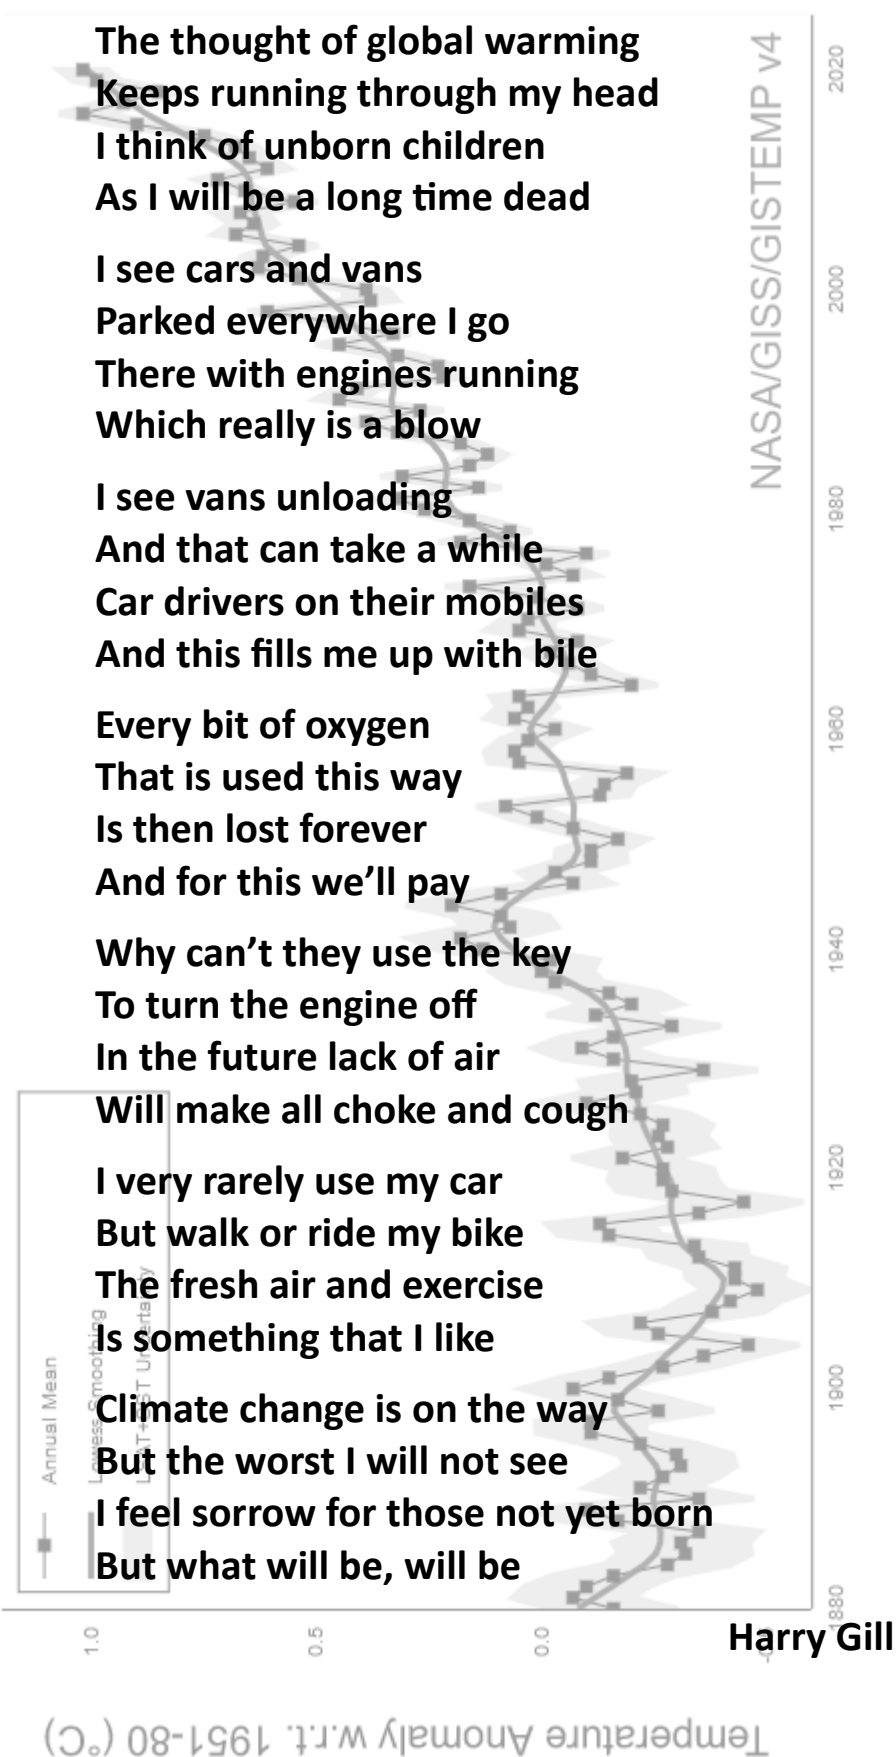 The thought of global warming
Keeps running through my head
I think of unborn children
As I will be a long time dead
I see cars and vans
Parked everywhere I go
There with engines running
Which really is a blow
I see vans unloading
And that can take a while
Car drivers on their mobiles
And this fills me up with bile
Every bit of oxygen
That is used this way
Is then lost forever
And for this we’ll pay
Why can’t they use the key
To turn the engine off
In the future lack of air
Will make all choke and cough
I very rarely use my car
But walk or ride my bike
The fresh air and exercise
Is something that I like
Climate change is on the way
But the worst I will not see
I feel sorrow for those not yet born
But what will be, will be
Harry Gill
NASA/GISS/GISTEMP v4
2020
2000
1980
1960
1940
1920
1900
1880
1.0
0.5
0.0
Annual Mean
Lowess Smoothing
Temperature Anomaly w.r.t. 1951-80 (°C)